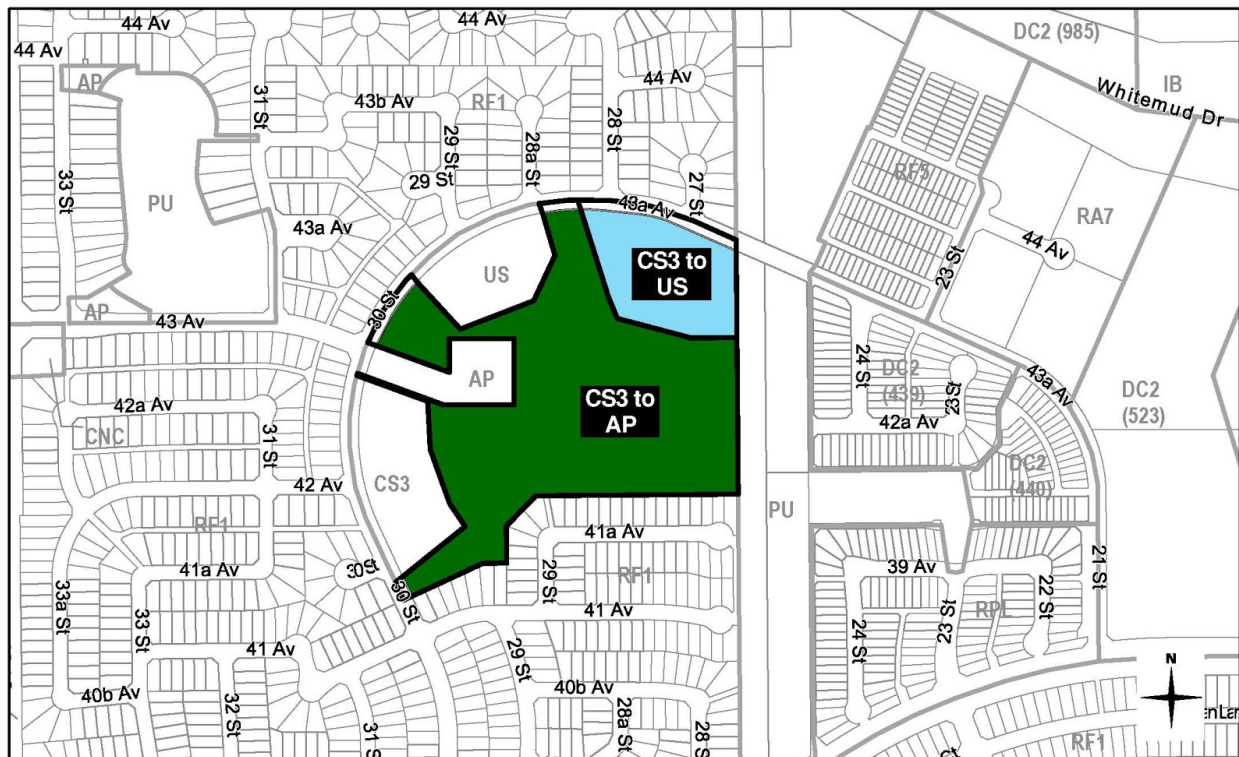 44 Av
44 Av
DC2 (985)
44 Av
AP
31 St
43b Av
RF1
28 St
44 Av
IB
Whitemud Dr
29 St
28a St
33 St
PU
29 St
27 St
RF5
RA7
43a Av
43a Av
44 Av
23 St
US
CS3 to
US
AP
43 Av
30 St
24 St
DC2
(439)
23 St
43a Av
AP
CS3 to
AP
DC2
(523)
42a Av
CNC
31 St
42a Av
DC2
(440)
42 Av
CS3
PU
RF1
41a Av
41a Av
30 St
29 St
RF1
39 Av
21 St
33a St
33 St
30 St
41 Av
RPL
22 St
23 St
24 St
41 Av
29 St
N
40b Av
32 St
31 St
40b Av
28a St
28 St
RF1